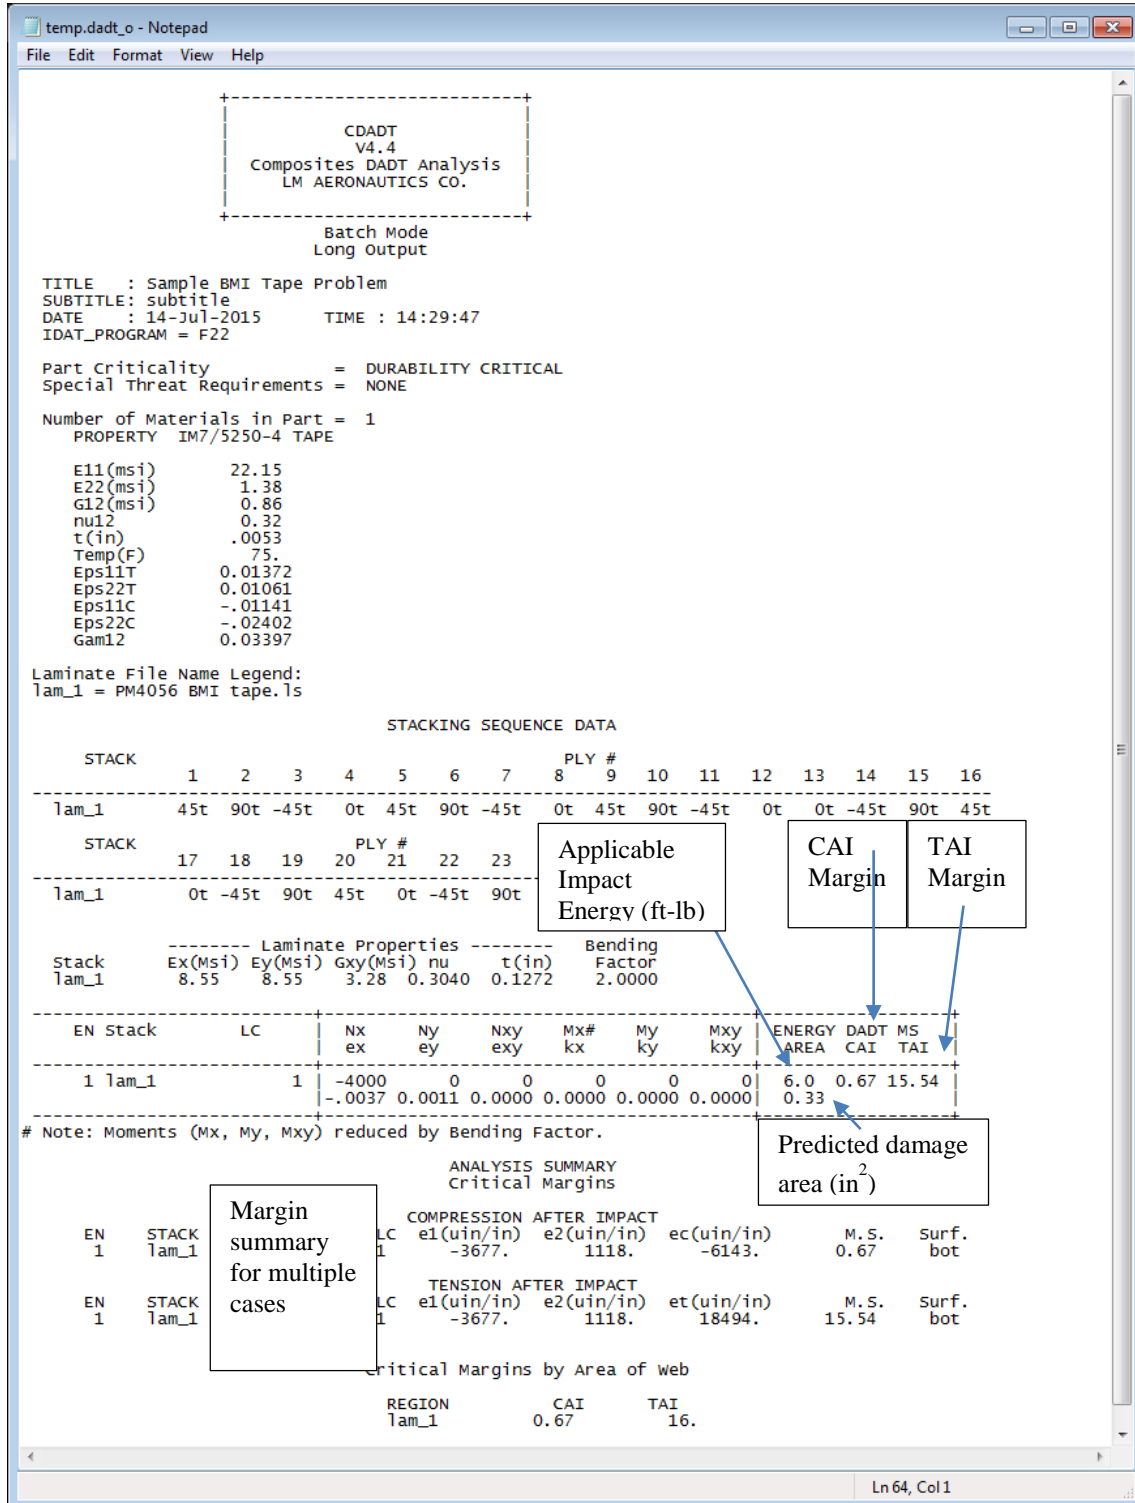 temp.dadt_o - Notepad
File Edit Format View Help
CDADT
V4.4
Composites DADT Analysis
LM AERONAUTICS CO.
Batch Mode
Long Output
TITLE : Sample BMI Tape Problem
SUBTITLE: subtitle
DATE : 14-Jul-2015 TIME : 14:29:47
IDAT_PROGRAM = F22
Part Criticality = DURABILITY CRITICAL
Special Threat Requirements = NONE
Number of Materials in Part = 1
PROPERTY IM7/5250-4 TAPE
E11(msi) 22.15
E22(msi) 1.38
G12(msi) 0.86
nu12 0.32
t(in) .0053
Temp(F) 75.
Eps11T 0.01372
Eps22T 0.01061
Eps11C -.01141
Eps22C -.02402
Gam12 0.03397
Laminate File Name Legend:
lam_1 = PM4056 BMI tape.ls
STACKING SEQUENCE DATA
STACK PLY #
1 2 3 4 5 6 7 8 9 10 11 12 13 14 15 16
lam_1 45t 90t -45t 0t 45t 90t -45t 0t 45t 90t -45t 0t 0t -45t 90t 45t
STACK PLY #
17 18 19 20 21 22 23
lam_1 0t -45t 90t 45t 0t -45t 90t
Applicable
Impact
Energy (ft-lb)
CAI
Margin
TAI
Margin
-------- Laminate Properties -------- Bending
Stack Ex(Msi) Ey(Msi) Gxy(Msi) nu t(in) Factor
lam_1 8.55 8.55 3.28 0.3040 0.1272 2.0000
EN Stack LC | Nx Ny Nxy Mx# My Mxy | ENERGY DADT MS |
| ex ey exy kx ky kxy | AREA CAI TAI |
1 lam_1 1 | -4000 0 0 0 0 0| 6.0 0.67 15.54 |
|-.0037 0.0011 0.0000 0.0000 0.0000 0.0000| 0.33 |
# Note: Moments (Mx, My, Mxy) reduced by Bending Factor.
Predicted damage
area (in2)
ANALYSIS SUMMARY
Critical Margins
Margin
summary
for multiple
cases
COMPRESSION AFTER IMPACT
EN STACK LC e1(uin/in) e2(uin/in) ec(uin/in) M.S. Surf.
1 lam_1 1 -3677. 1118. -6143. 0.67 bot
TENSION AFTER IMPACT
EN STACK LC e1(uin/in) e2(uin/in) et(uin/in) M.S. Surf.
1 lam_1 1 -3677. 1118. 18494. 15.54 bot
Critical Margins by Area of Web
REGION CAI TAI
lam_1 0.67 16.
Ln 64, Col 1